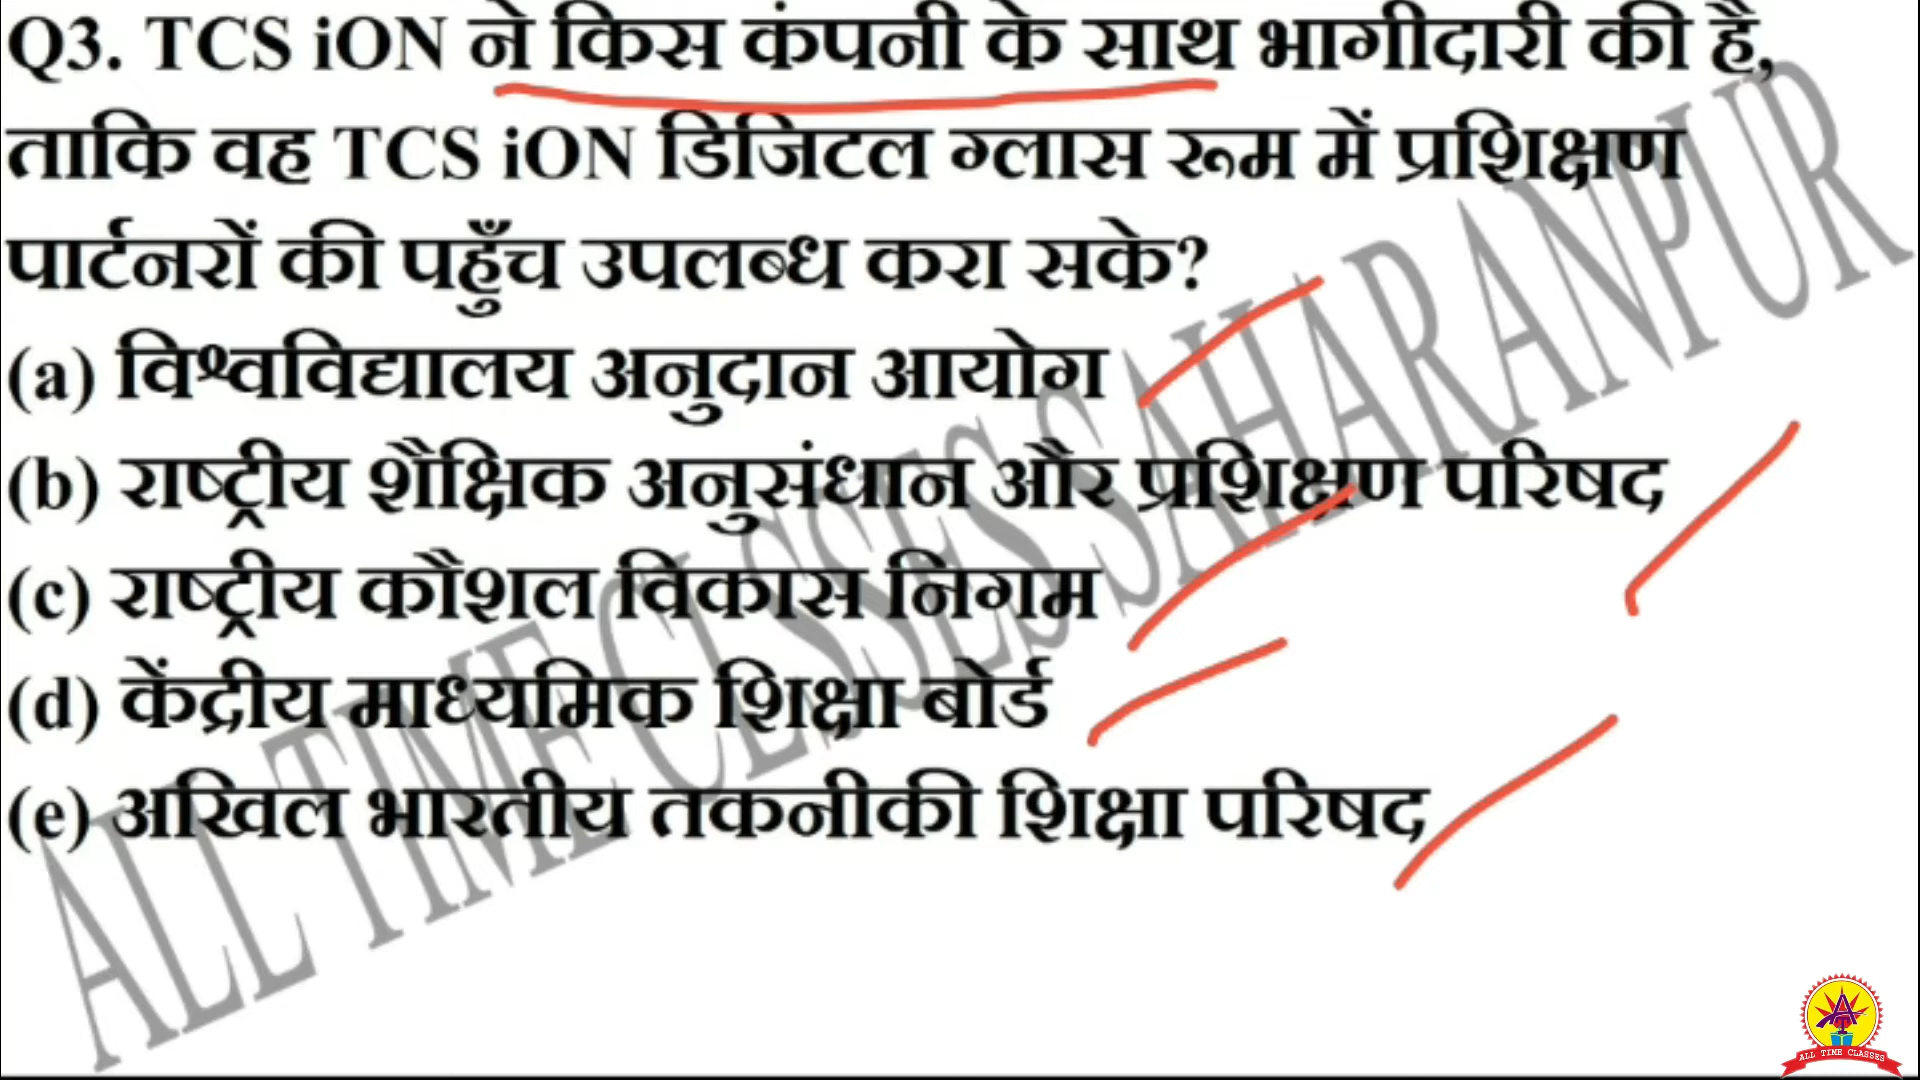 Q3. TCS iON ने किस कंपनी के साथ भागीदारी की है,
ताकि वह TCS iON डिजिटल ग्लास रूम में प्रशिक्षण
पार्टनरों की पहुँच उपलब्ध करा सके?
(a) विश्वविद्यालय अनुदान आयोग
(b) राष्ट्रीय शैक्षिक अनुसंधान और प्रशिक्षण परिषद
(c) राष्ट्रीय कौशल विकास निगम
(d) केंद्रीय माध्यमिक शिक्षा बोर्ड
(e) अखिल भारतीय तकनीकी शिक्षा परिषद
ALL TIME CLSSES SAHARANPUR
ALL TIME CLASSES